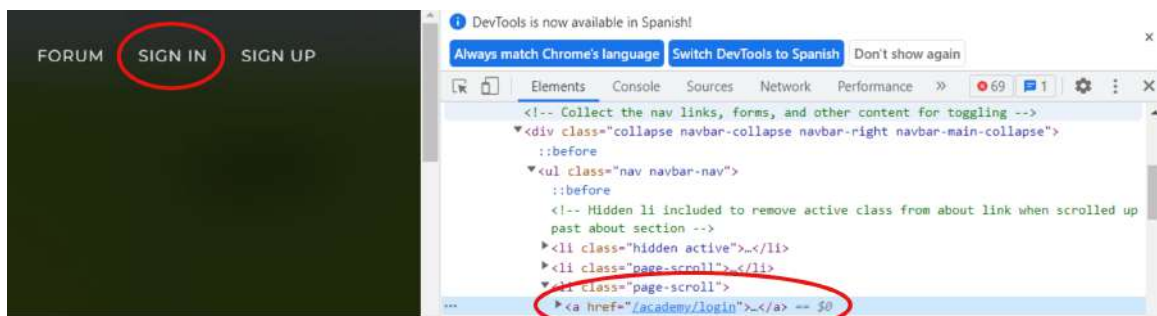 FORUM SIGN IN SIGN UP
DevTools is now available in Spanish!
Always match Chrome's language Switch DevTools to Spanish Don't show again
Elements Console Sources Network Performance » 69 1
<!-- Collect the nav links, forms, and other content for toggling -->
▼<div class="collapse navbar-collapse navbar-right navbar-main-collapse">
::before
▼<ul class="nav navbar-nav">
::before
<!-- Hidden li included to remove active class from about link when scrolled up
past about section -->
▶<li class="hidden active">…</li>
▶<li class="page-scroll">…</li>
▼<li class="page-scroll">
… ▶<a href="/academy/login">…</a> == $0